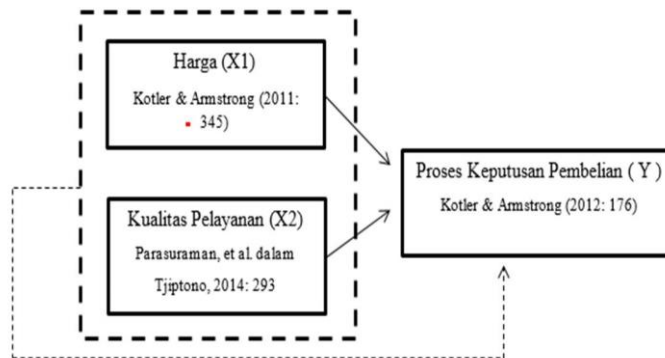 Harga (X1)
Kotler & Armstrong (2011:
345)
Kualitas Pelayanan (X2)
Parasuraman, et al. dalam
Tjiptono, 2014: 293
Proses Keputusan Pembelian ( Y )
Kotler & Armstrong (2012: 176)